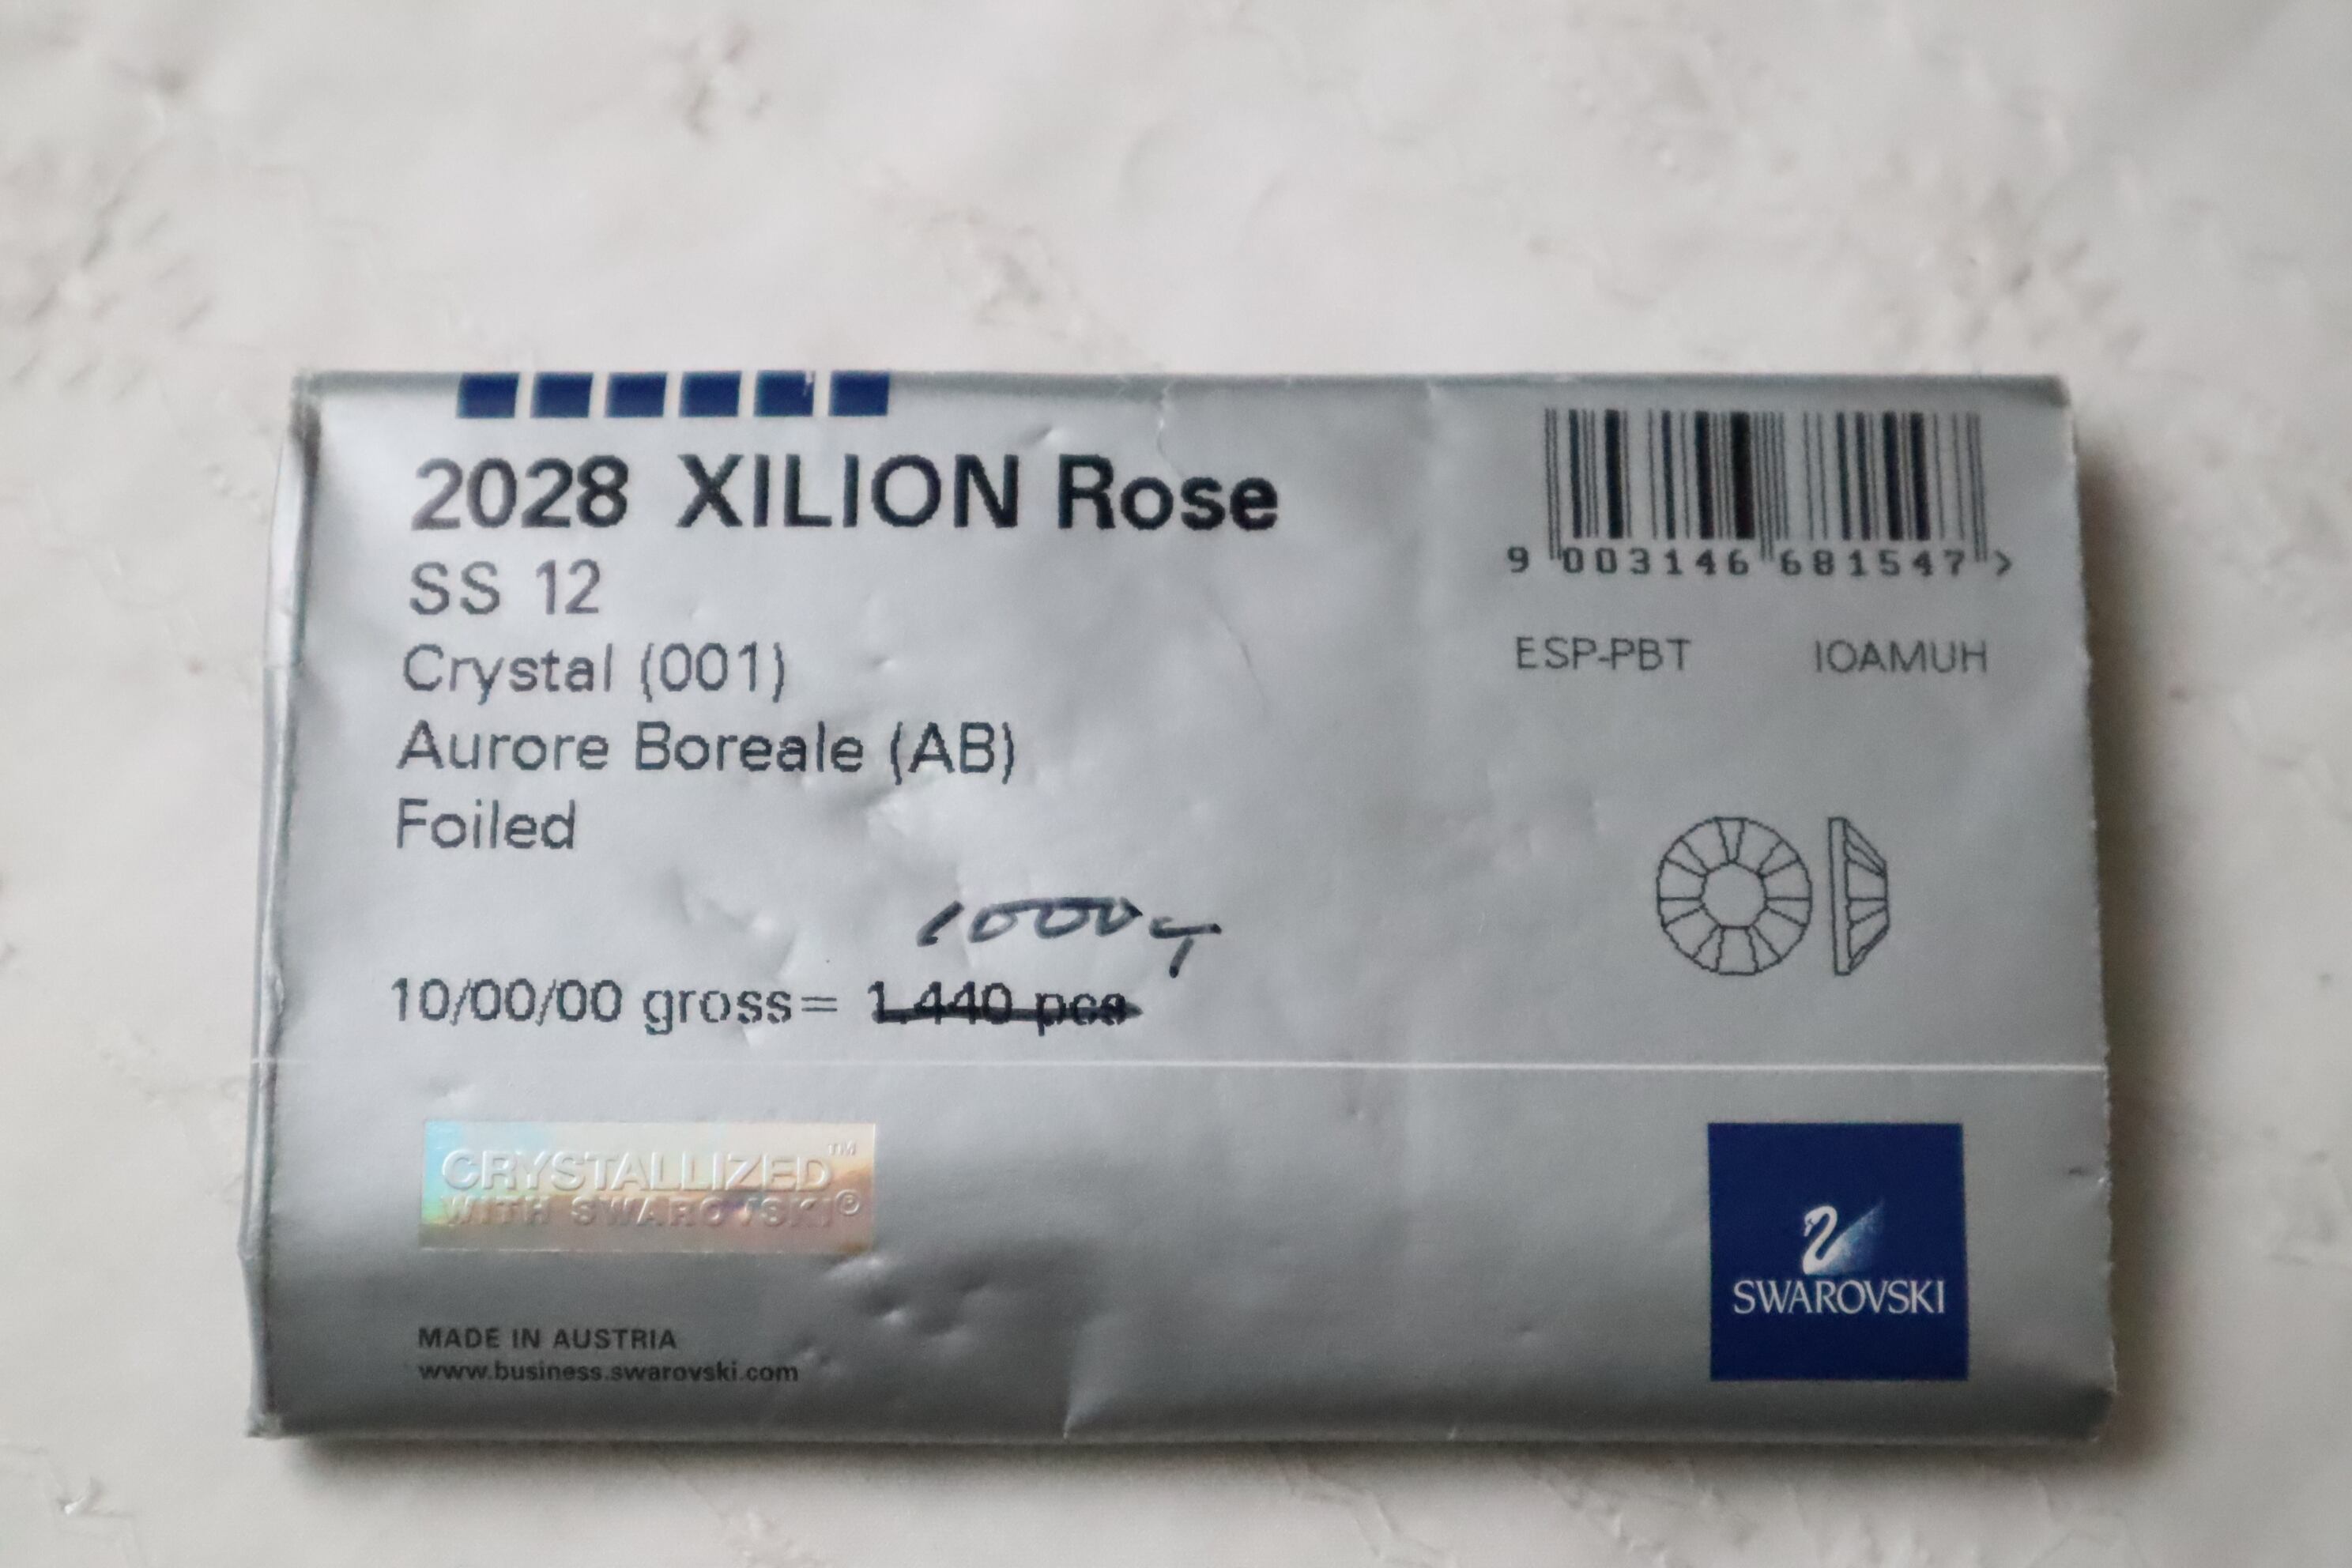 2028 XILION Rose
SS 12
Crystal (001)
Aurore Boreale (AB)
Foiled
1000
10/00/00 gross= 1.440 pcs
9 003146 681547 >
ESP-PBT IOAMUH
CRYSTALLIZED™
WITH SWAROVSKI®
MADE IN AUSTRIA
www.business.swarovski.com
SWAROVSKI